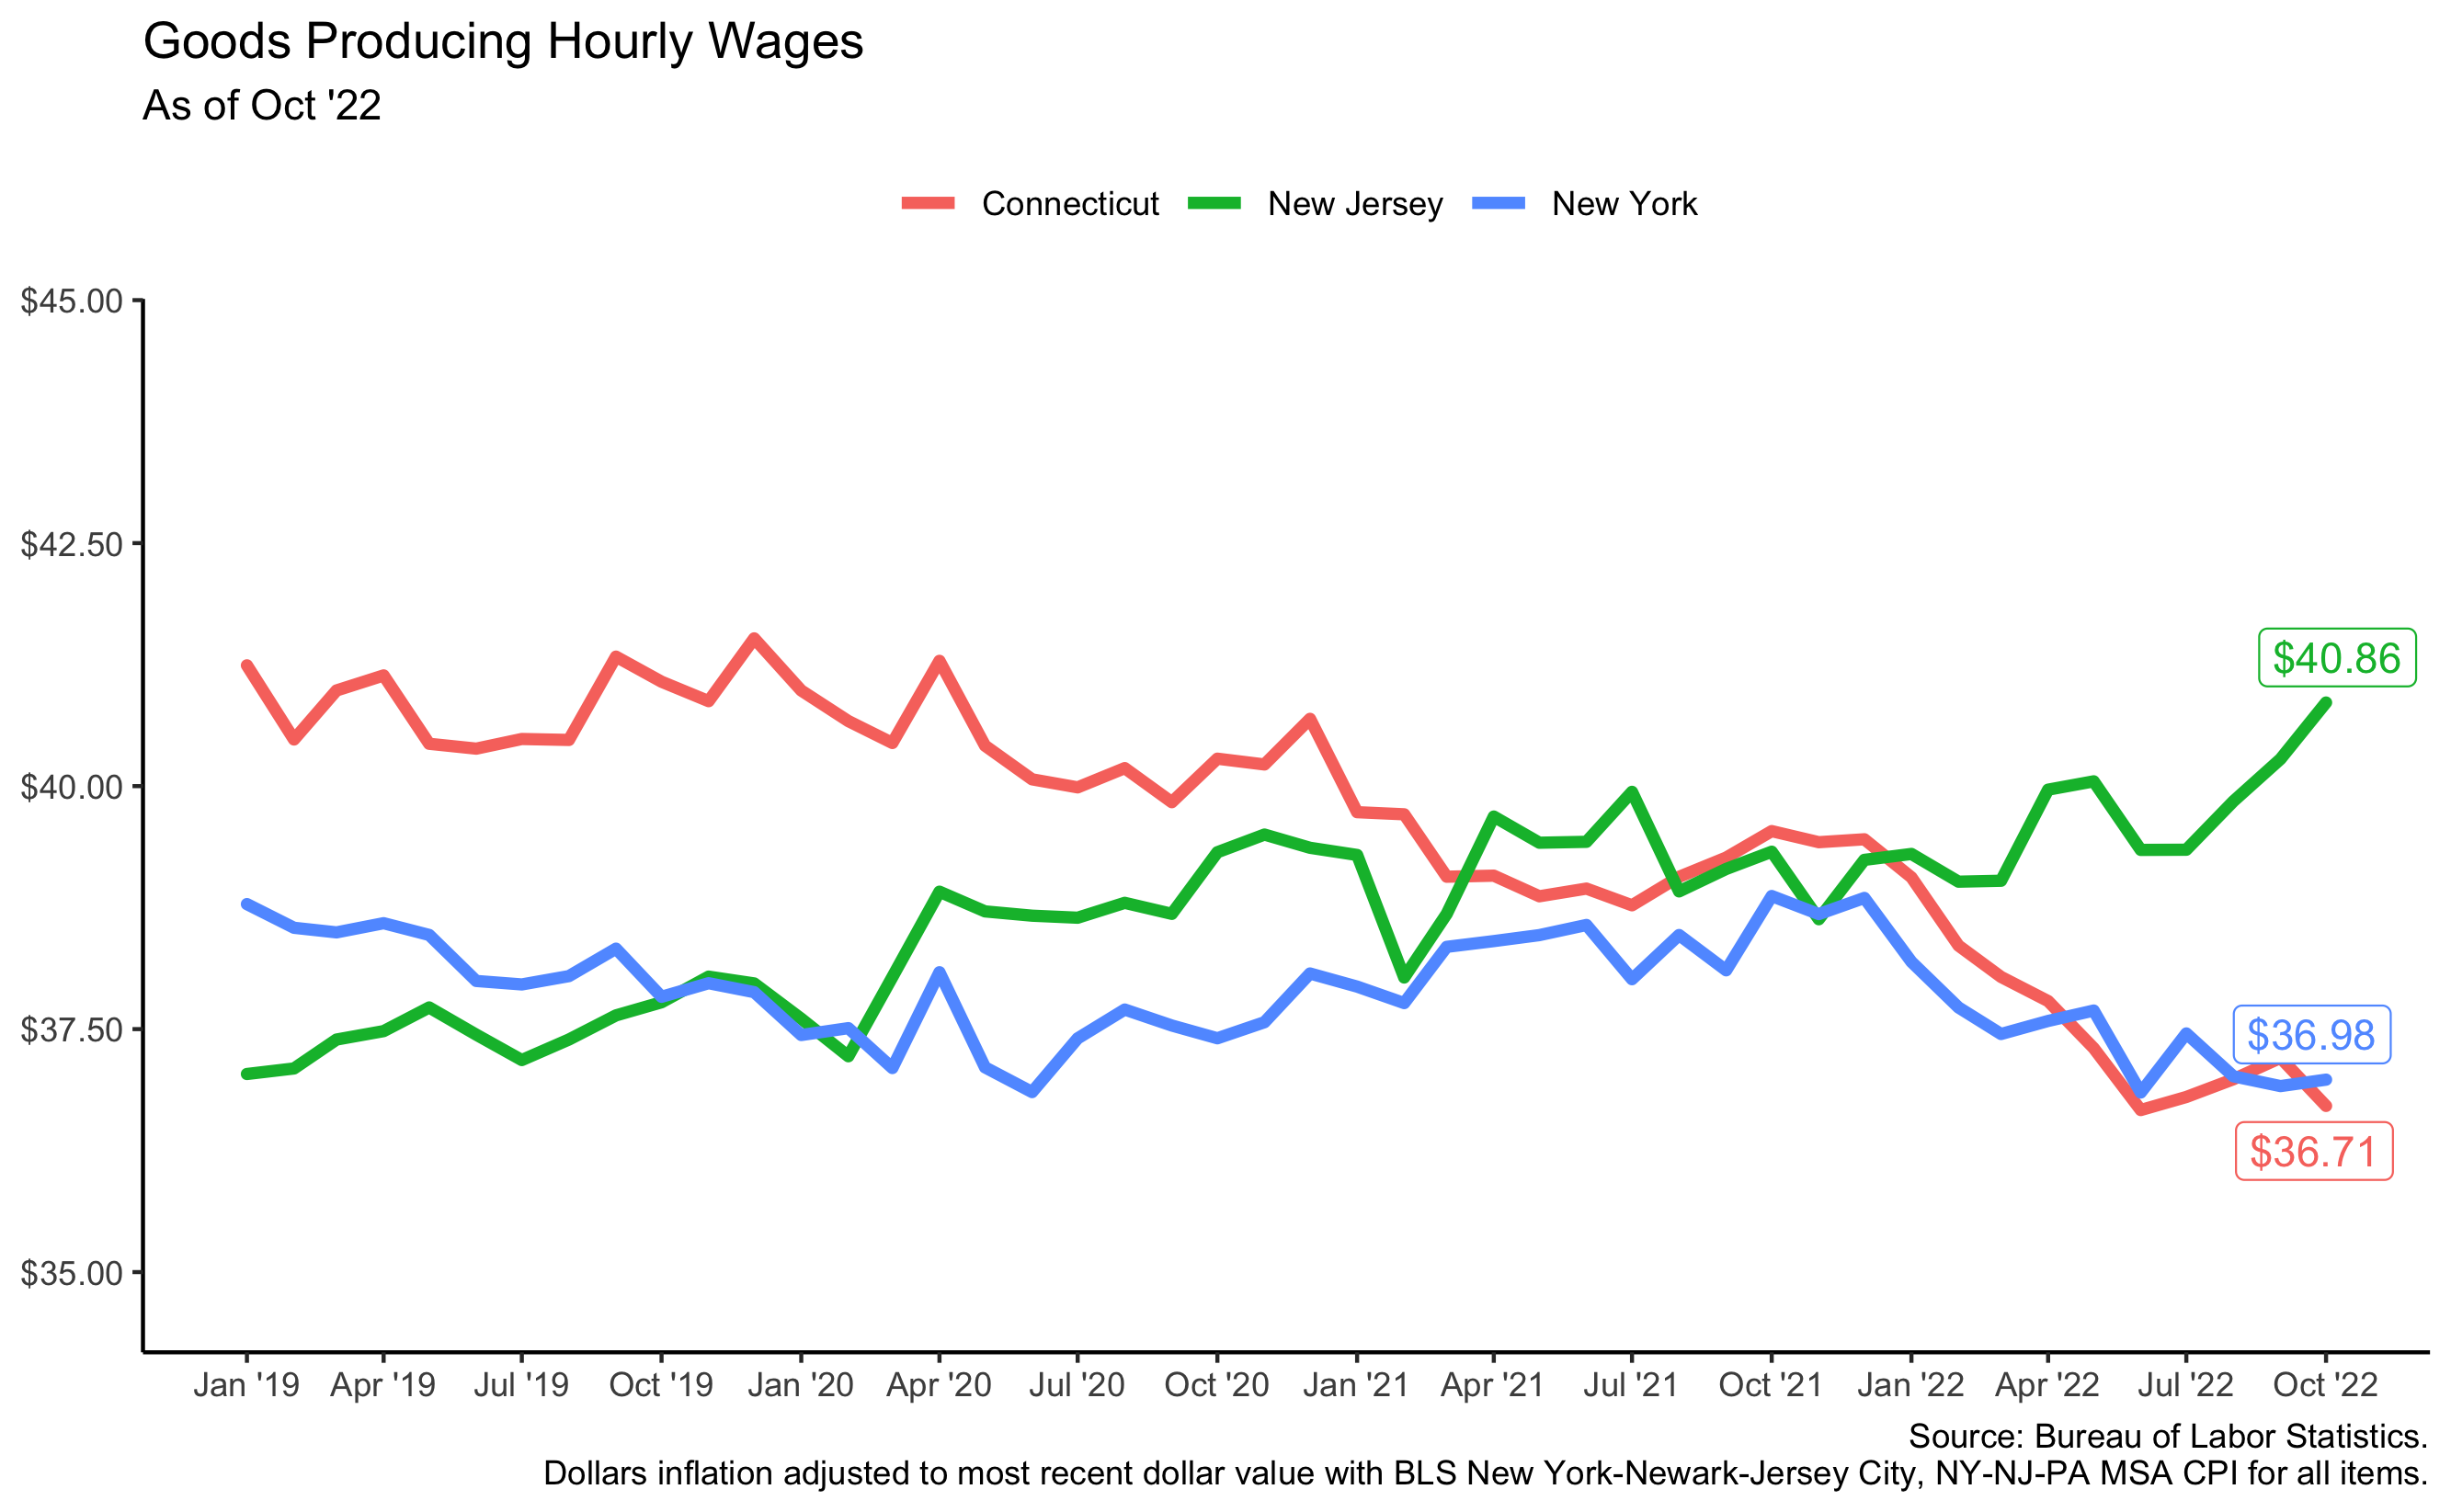 Goods Producing Hourly Wages
As of Oct '22
Connecticut New Jersey New York
$45.00
$42.50
$40.00
$37.50
$35.00
$40.86
$36.98
$36.71
Jan '19 Apr '19 Jul '19 Oct '19 Jan '20 Apr '20 Jul '20 Oct '20 Jan '21 Apr '21 Jul '21 Oct '21 Jan '22 Apr '22 Jul '22 Oct '22
Source: Bureau of Labor Statistics.
Dollars inflation adjusted to most recent dollar value with BLS New York-Newark-Jersey City, NY-NJ-PA MSA CPI for all items.